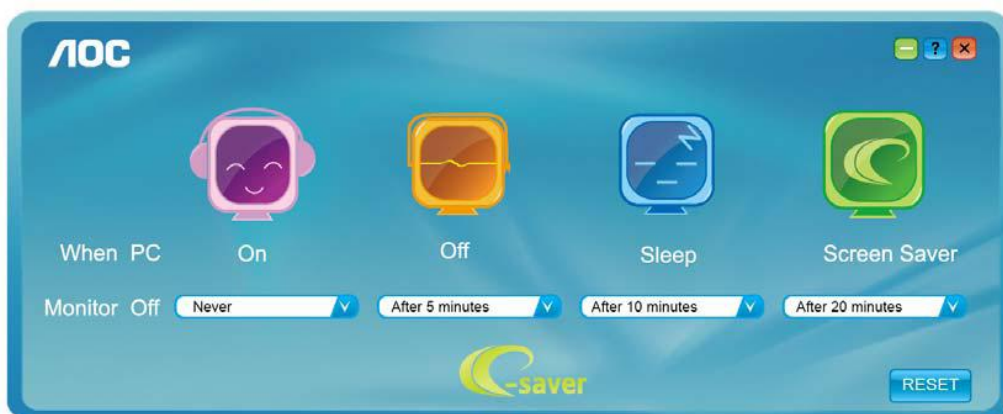 AOC
?
When PC On Off Sleep Screen Saver
Monitor Off Never After 5 minutes After 10 minutes After 20 minutes
e-saver
RESET